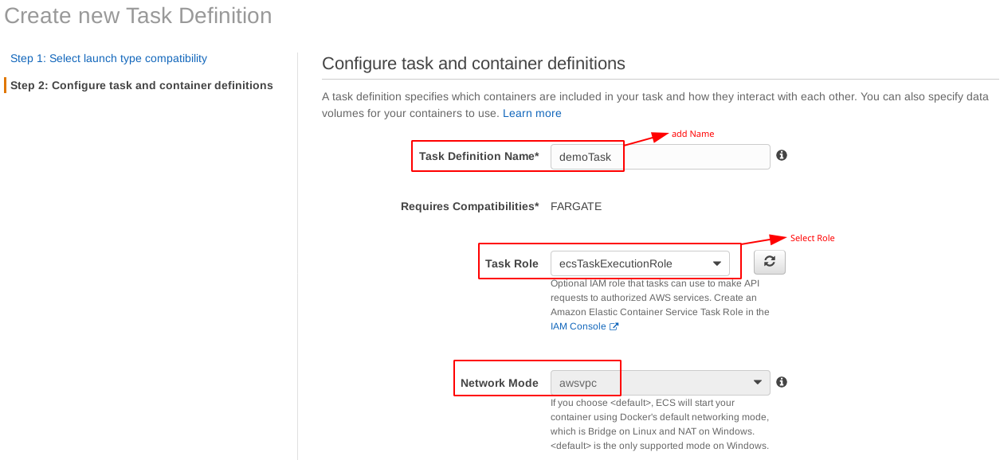 Create new Task Definition
Step 1: Select launch type compatibility
Step 2: Configure task and container definitions
Configure task and container definitions
A task definition specifies which containers are included in your task and how they interact with each other. You can also specify data
volumes for your containers to use. Learn more
add Name
Task Definition Name* demoTask
Requires Compatibilities* FARGATE
Select Role
Task Role ecsTaskExecutionRole
Optional IAM role that tasks can use to make API
requests to authorized AWS services. Create an
Amazon Elastic Container Service Task Role in the
IAM Console
Network Mode awsvpc
If you choose <default>, ECS will start your
container using Docker's default networking mode,
which is Bridge on Linux and NAT on Windows.
<default> is the only supported mode on Windows.